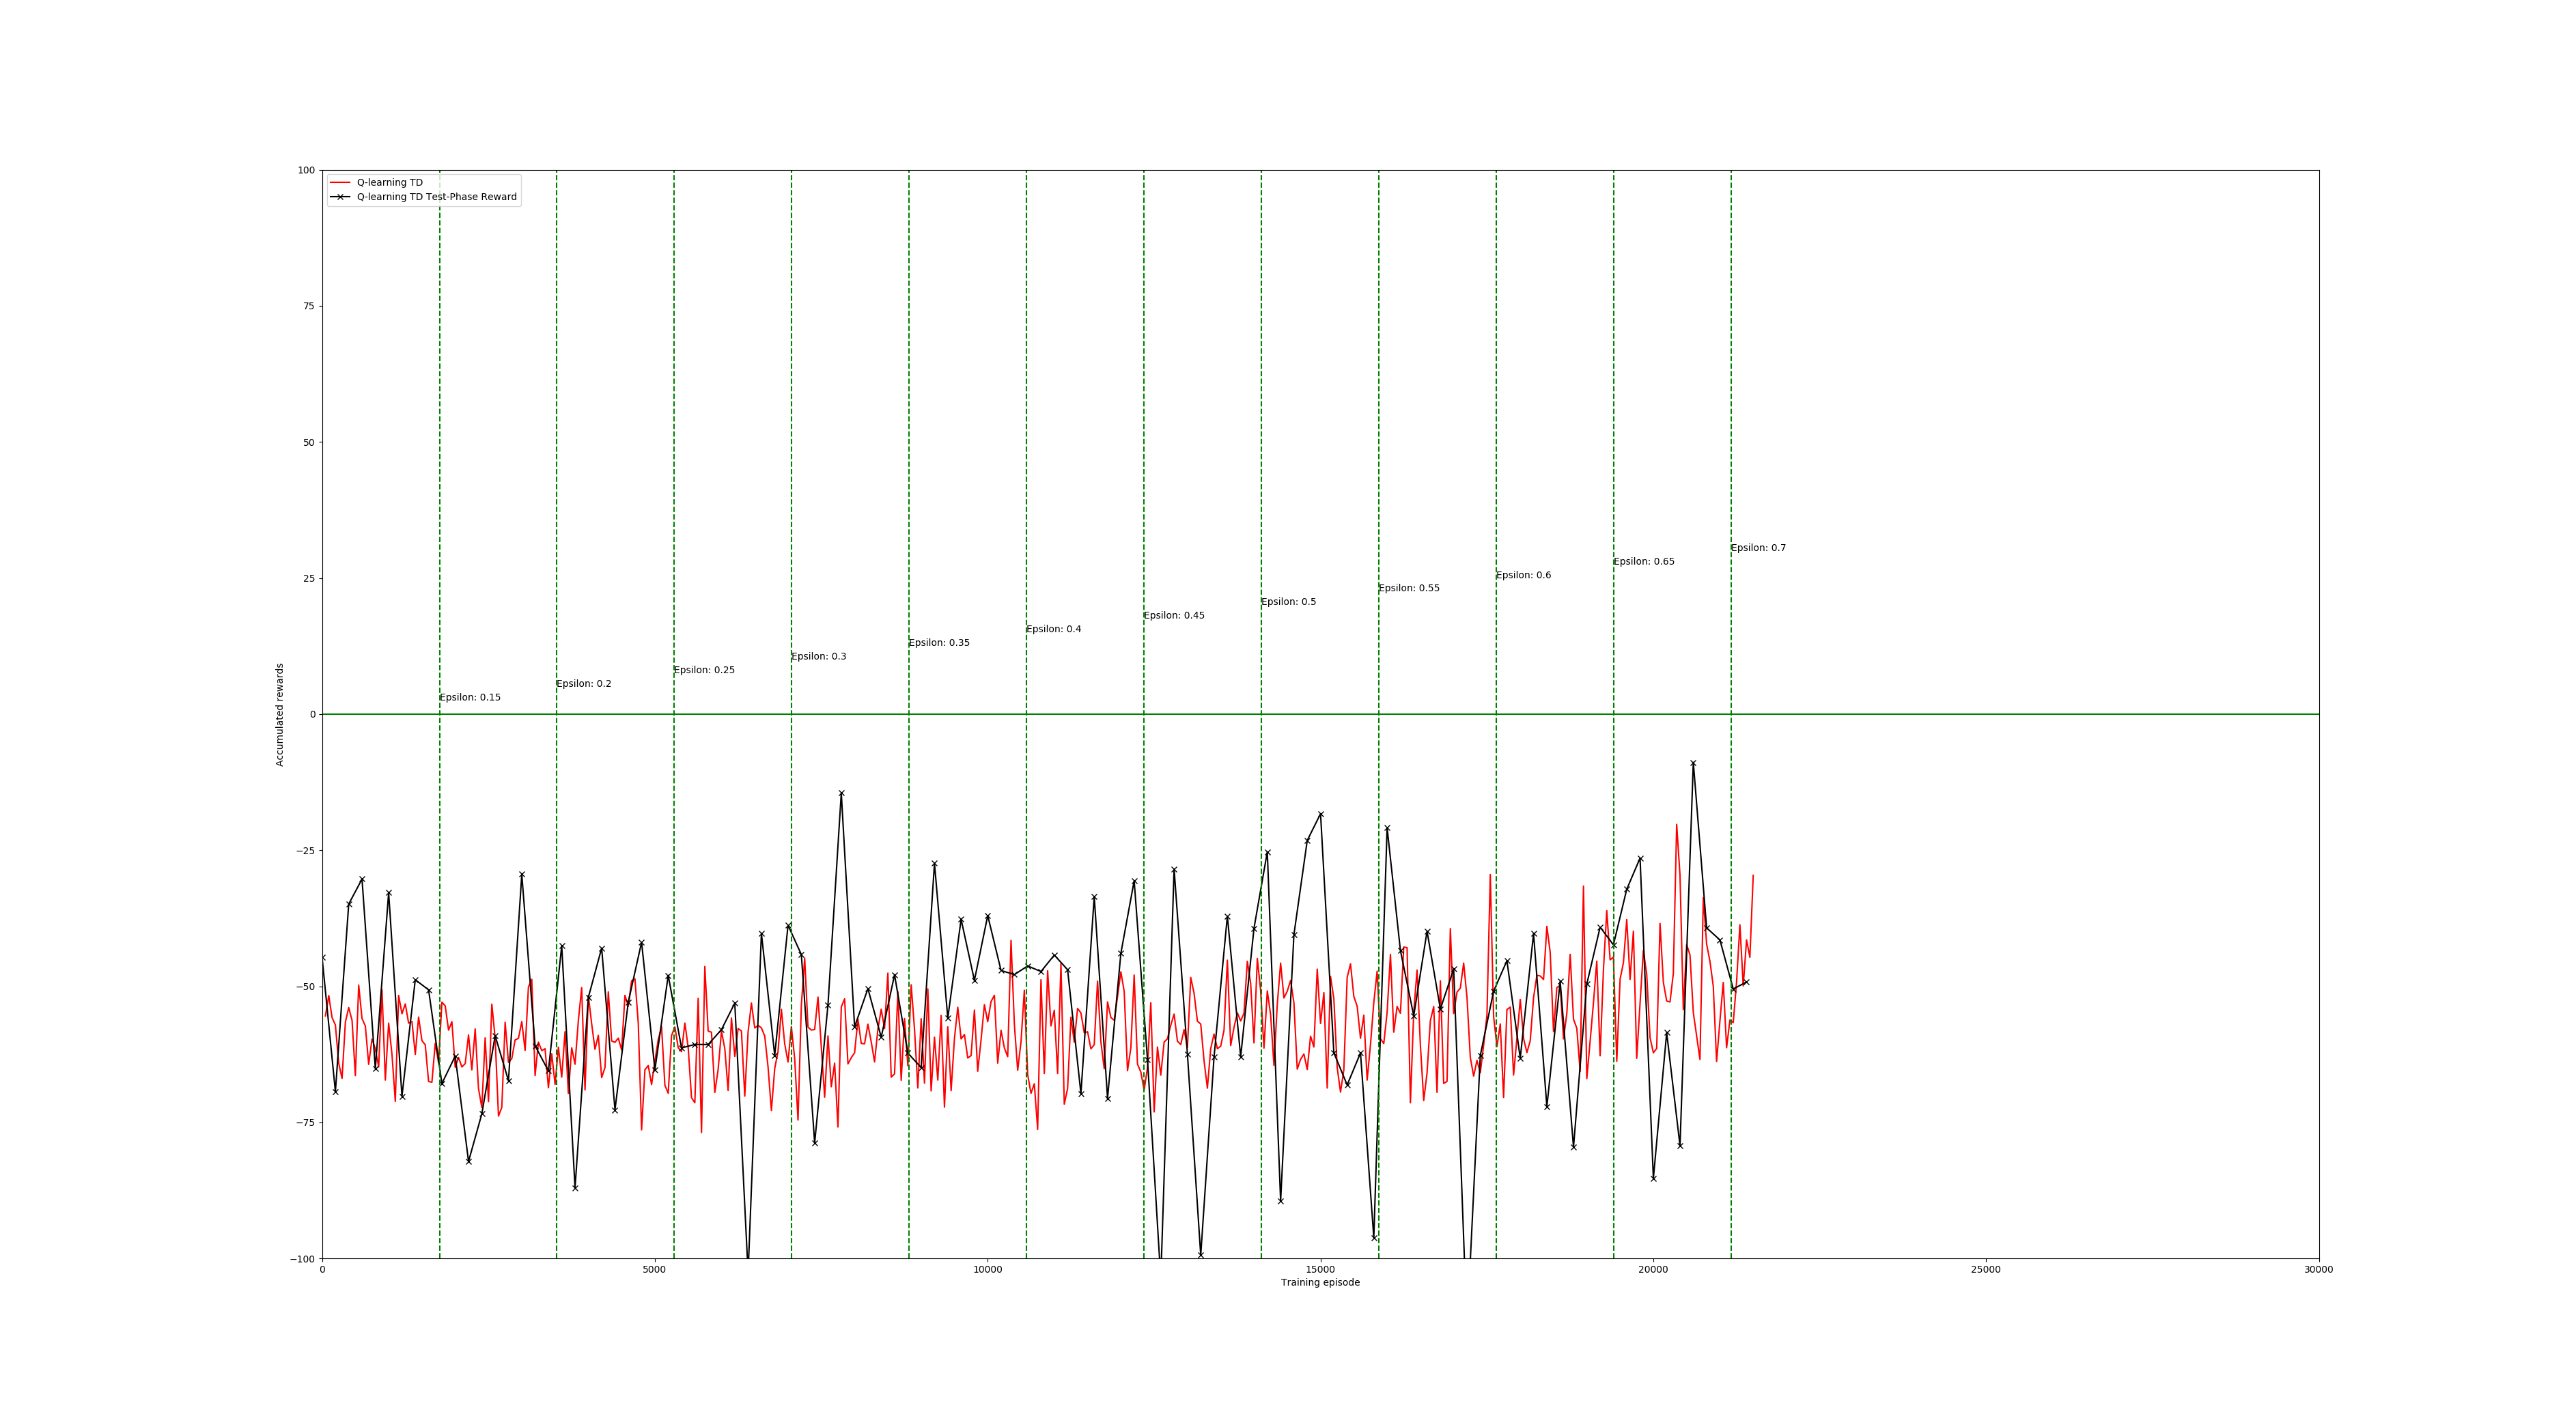 100
Q-learning TD
Q-learning TD Test-Phase Reward
75
50
25
Epsilon: 0.7
Epsilon: 0.65
Epsilon: 0.6
Epsilon: 0.55
Epsilon: 0.5
Epsilon: 0.45
Epsilon: 0.4
Epsilon: 0.35
Epsilon: 0.3
Epsilon: 0.25
Epsilon: 0.2
Epsilon: 0.15
0
Accumulated rewards
−25
−50
−75
−100
0 5000 10000 15000 20000 25000 30000
Training episode